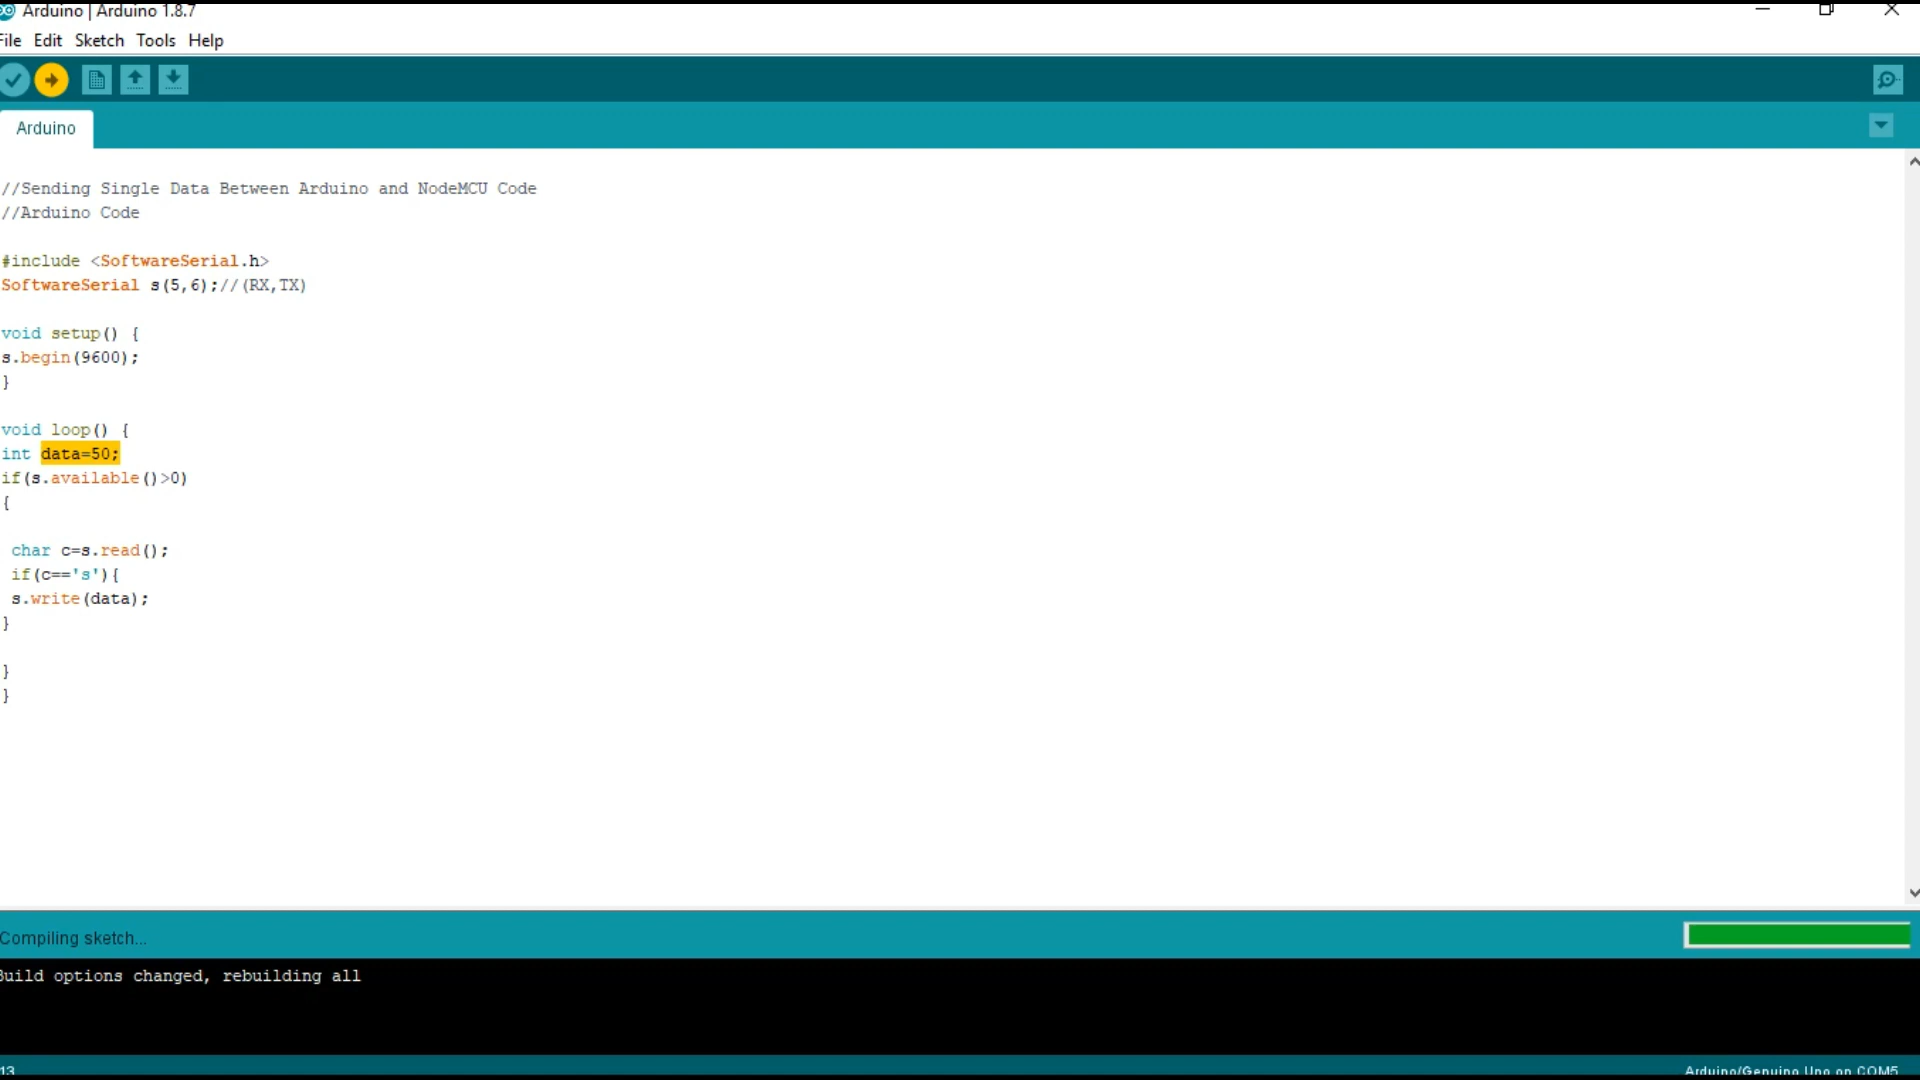 Arduino | Arduino 1.8.7
File Edit Sketch Tools Help
Arduino
//Sending Single Data Between Arduino and NodeMCU Code
//Arduino Code
#include <SoftwareSerial.h>
SoftwareSerial s(5,6);//(RX,TX)
void setup() {
s.begin(9600);
}
void loop() {
int data=50;
if(s.available()>0)
{
char c=s.read();
if(c=='s'){
s.write(data);
}
}
}
Compiling sketch...
Build options changed, rebuilding all
13
Arduino/Genuino Uno on COM5